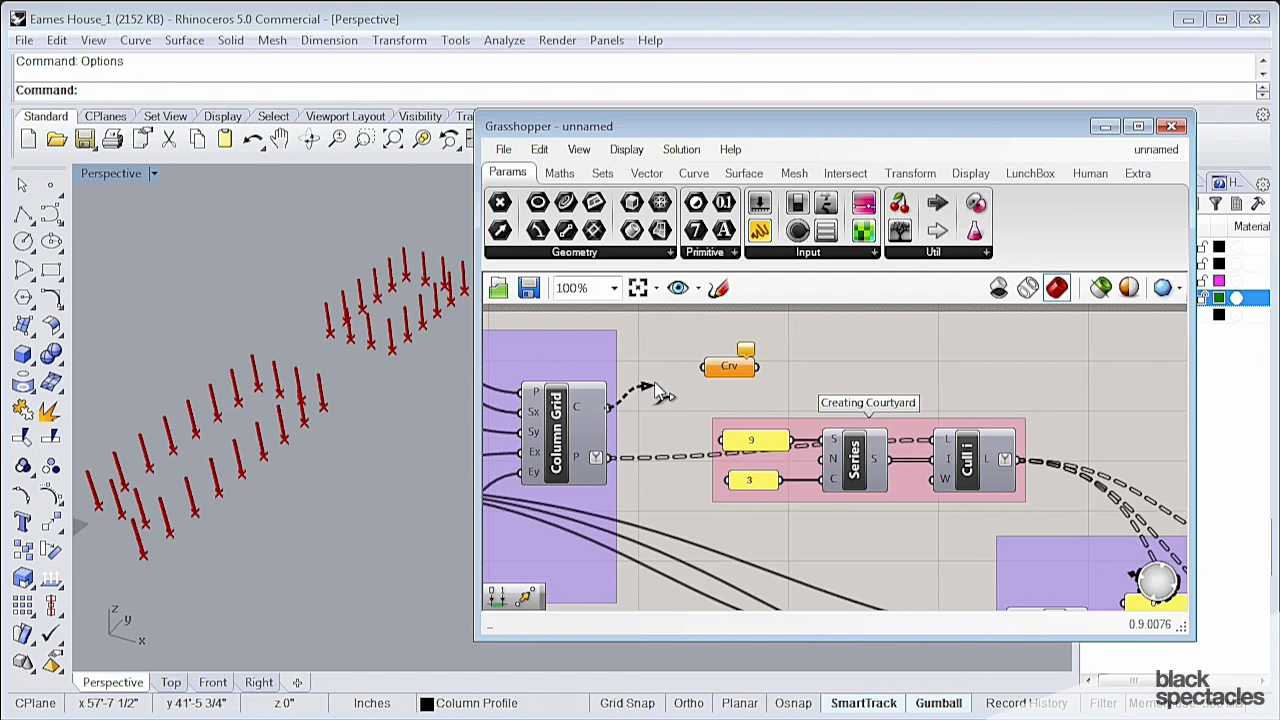 Eames House_1 (2152 KB) - Rhinoceros 5.0 Commercial - [Perspective]
File Edit View Curve Surface Solid Mesh Dimension Transform Tools Analyze Render Panels Help
Command: Options
Command:
Standard CPlanes Set View Display Select Viewport Layout Visibility Tra
Grasshopper - unnamed
File Edit View Display Solution Help unnamed
Perspective
Params Maths Sets Vector Curve Surface Mesh Intersect Transform Display LunchBox Human Extra
H...
Material
Geometry Primitive Input Util
100%
Crv
Creating Courtyard
P Sx Sy Ex Ey Column Grid C P
9
3
S N C Series S
L I W Cull i L
0.9.0076
z y x
Perspective Top Front Right
CPlane x 57'-7 1/2" y 41'-5 3/4" z 0" Inches Column Profile Grid Snap Ortho Planar Osnap SmartTrack Gumball Record History Filter
black
spectacles